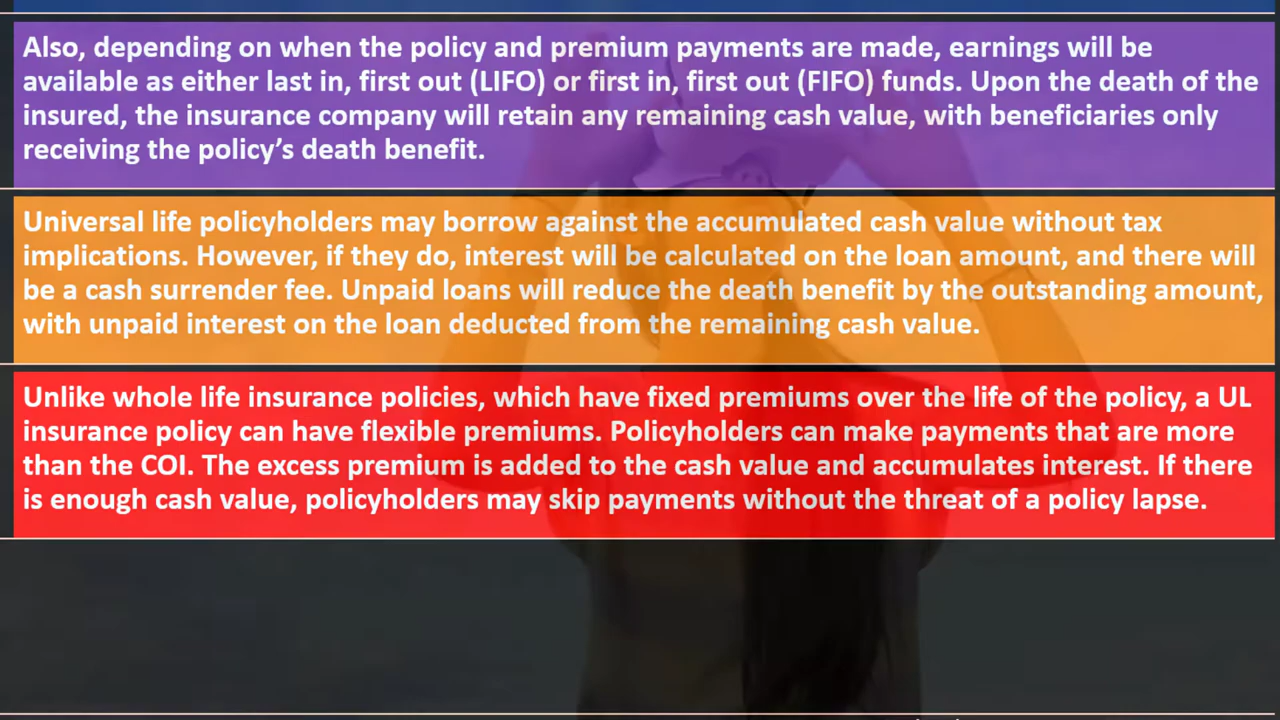 Also, depending on when the policy and premium payments are made, earnings will be
available as either last in, first out (LIFO) or first in, first out (FIFO) funds. Upon the death of the
insured, the insurance company will retain any remaining cash value, with beneficiaries only
receiving the policy’s death benefit.
Universal life policyholders may borrow against the accumulated cash value without tax
implications. However, if they do, interest will be calculated on the loan amount, and there will
be a cash surrender fee. Unpaid loans will reduce the death benefit by the outstanding amount,
with unpaid interest on the loan deducted from the remaining cash value.
Unlike whole life insurance policies, which have fixed premiums over the life of the policy, a UL
insurance policy can have flexible premiums. Policyholders can make payments that are more
than the COI. The excess premium is added to the cash value and accumulates interest. If there
is enough cash value, policyholders may skip payments without the threat of a policy lapse.